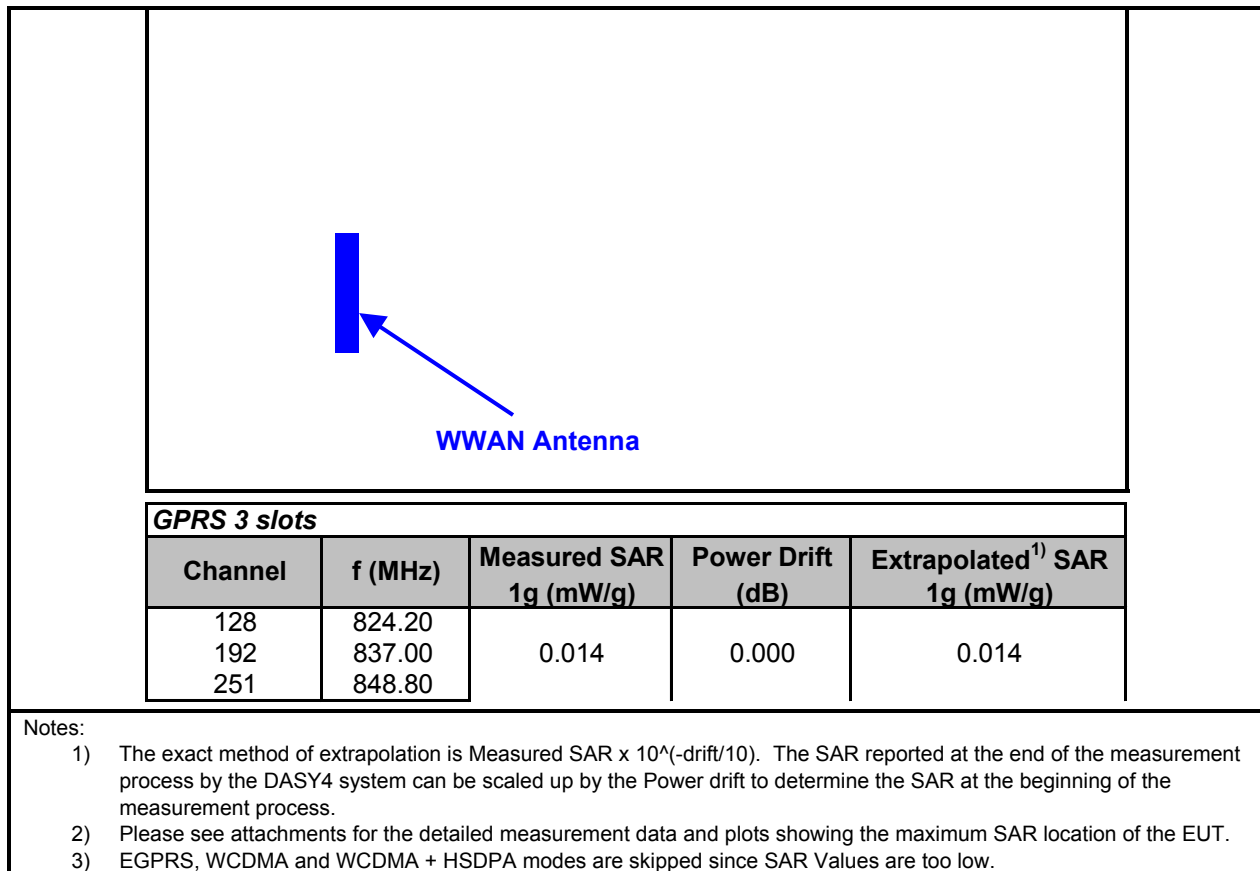 WWAN Antenna
GPRS 3 slots
Channel f (MHz) Measured SAR 1g (mW/g) Power Drift (dB) Extrapolated1) SAR 1g (mW/g)
128 824.20
192 837.00 0.014 0.000 0.014
251 848.80
Notes:
1) The exact method of extrapolation is Measured SAR x 10^(-drift/10). The SAR reported at the end of the measurement
process by the DASY4 system can be scaled up by the Power drift to determine the SAR at the beginning of the
measurement process.
2) Please see attachments for the detailed measurement data and plots showing the maximum SAR location of the EUT.
3) EGPRS, WCDMA and WCDMA + HSDPA modes are skipped since SAR Values are too low.